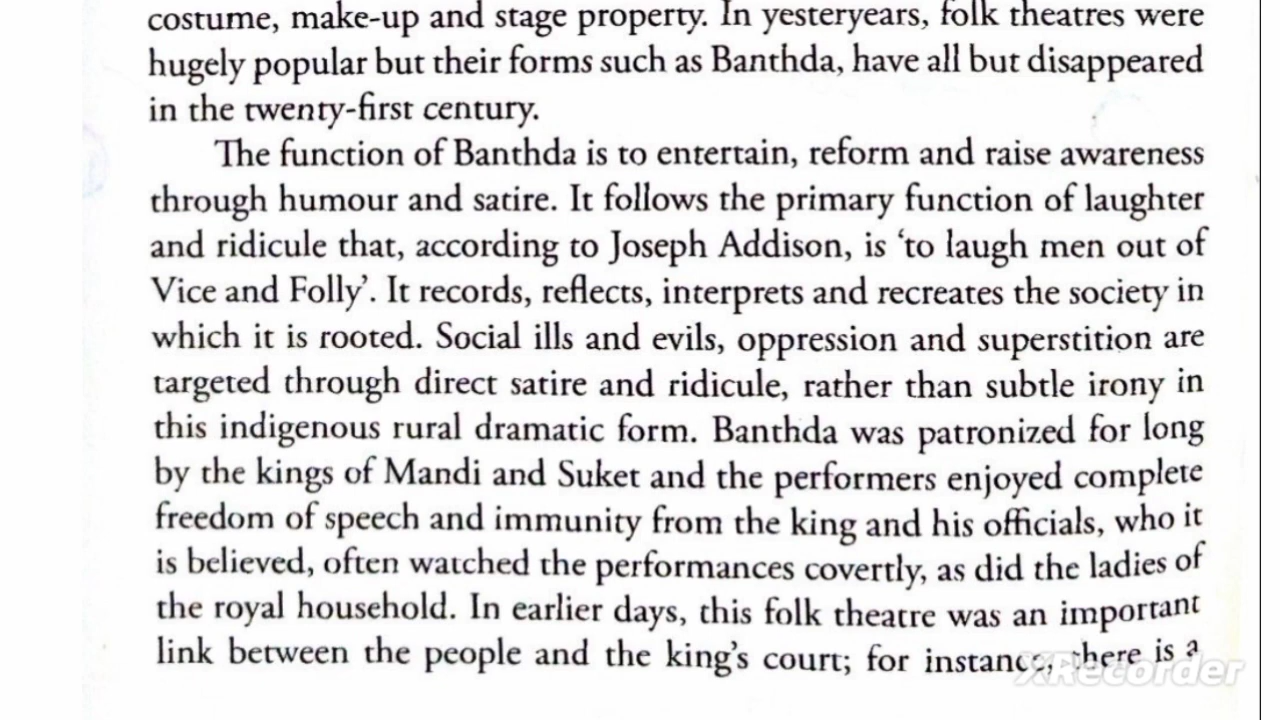 costume, make-up and stage property. In yesteryears, folk theatres were
hugely popular but their forms such as Banthda, have all but disappeared
in the twenty-first century.
The function of Banthda is to entertain, reform and raise awareness
through humour and satire. It follows the primary function of laughter
and ridicule that, according to Joseph Addison, is ‘to laugh men out of
Vice and Folly’. It records, reflects, interprets and recreates the society in
which it is rooted. Social ills and evils, oppression and superstition are
targeted through direct satire and ridicule, rather than subtle irony in
this indigenous rural dramatic form. Banthda was patronized for long
by the kings of Mandi and Suket and the performers enjoyed complete
freedom of speech and immunity from the king and his officials, who it
is believed, often watched the performances covertly, as did the ladies of
the royal household. In earlier days, this folk theatre was an important
link between the people and the king’s court; for instance, there is a
XRecorder